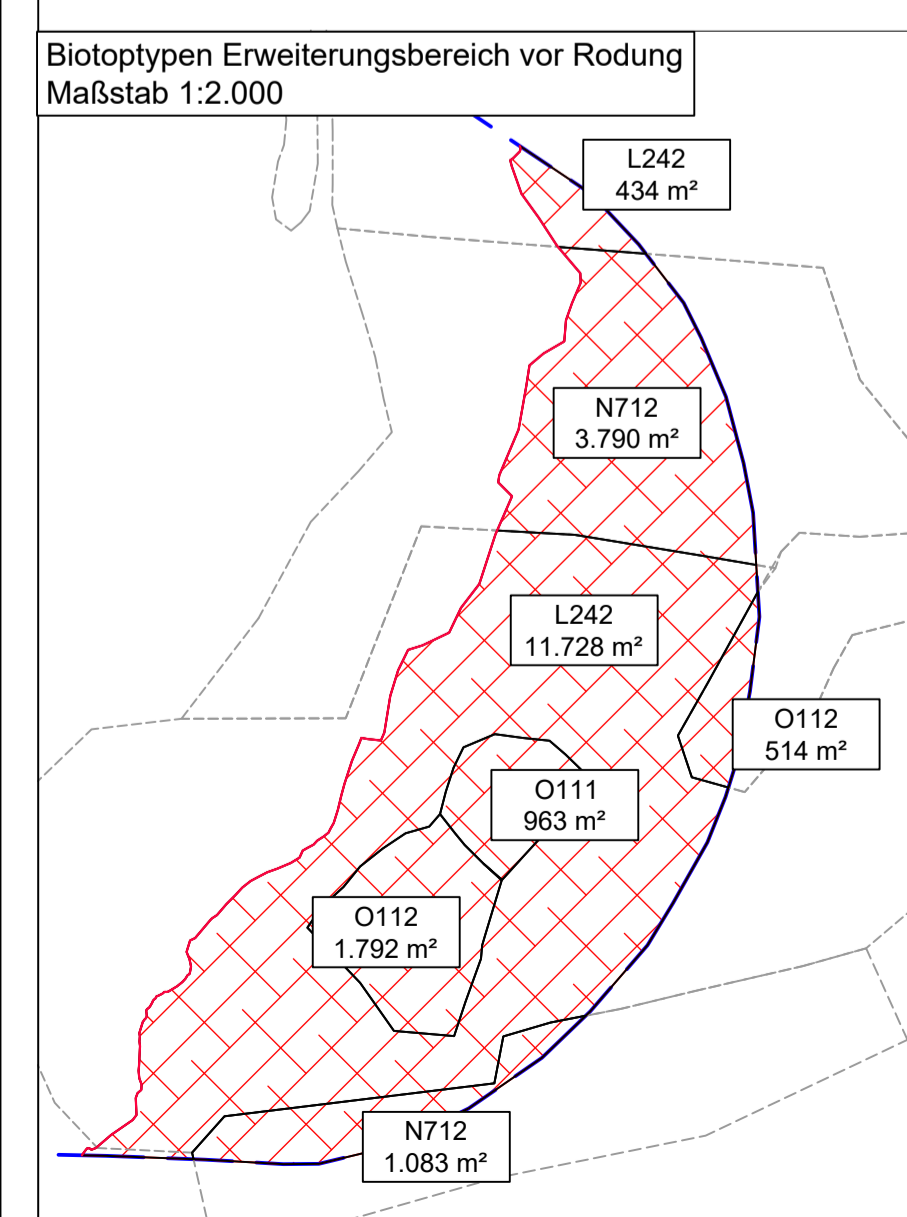 Biotoptypen Erweiterungsbereich vor Rodung
Maßstab 1:2.000
L242
434 m²
N712
3.790 m²
L242
11.728 m²
O112
514 m²
O111
963 m²
O112
1.792 m²
N712
1.083 m²